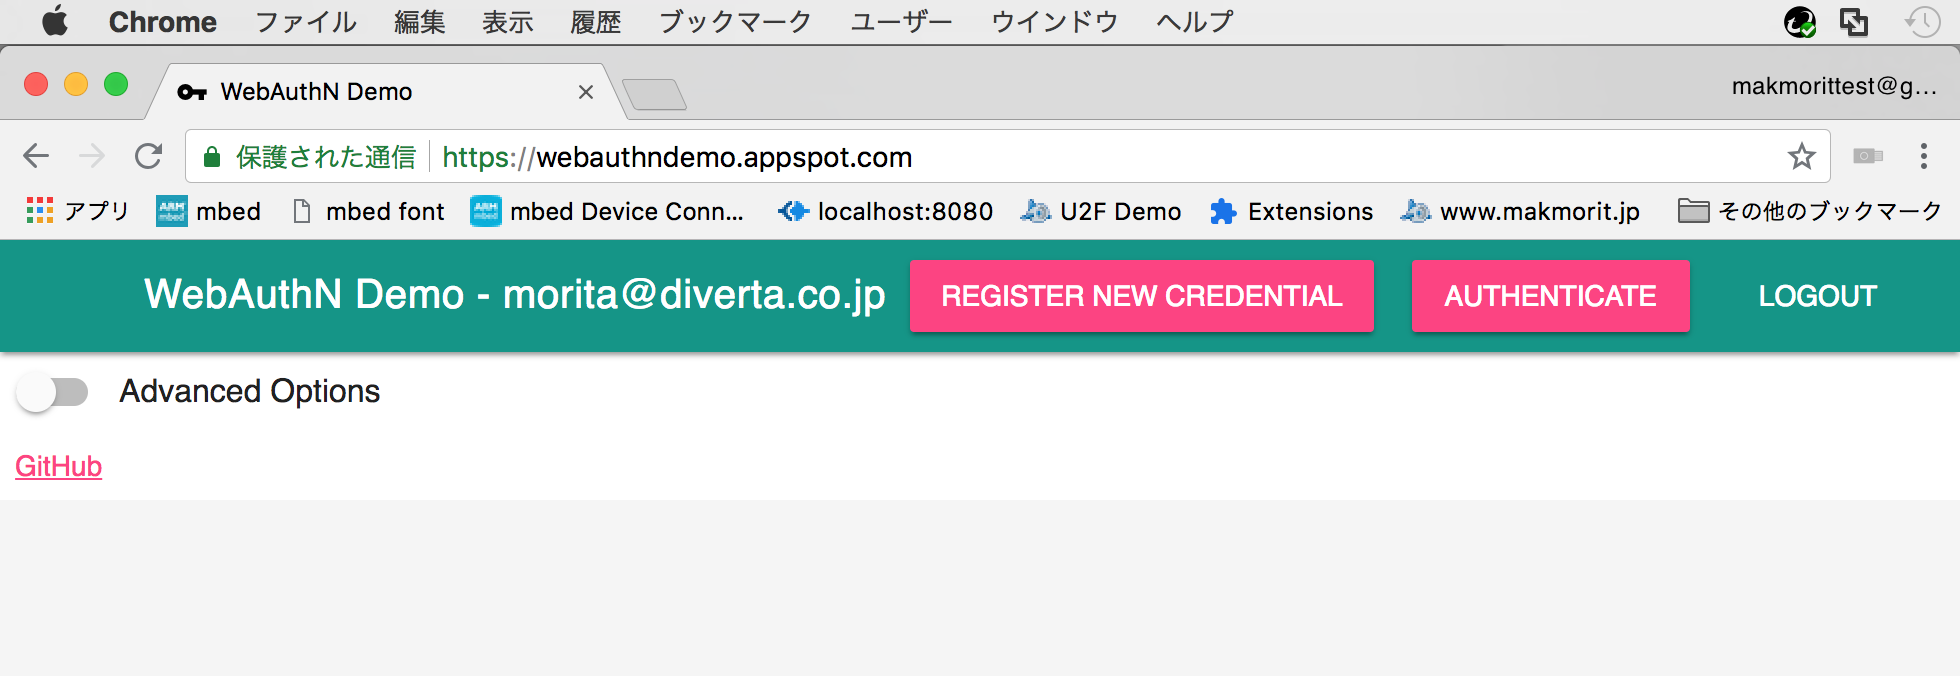 Chrome ファイル 編集 表示 履歴 ブックマーク ユーザー ウインドウ ヘルプ
WebAuthN Demo makmorittest@g...
保護された通信 https://webauthndemo.appspot.com
アプリ mbed mbed font mbed Device Conn... localhost:8080 U2F Demo Extensions www.makmorit.jp その他のブックマーク
WebAuthN Demo - morita@diverta.co.jp REGISTER NEW CREDENTIAL AUTHENTICATE LOGOUT
Advanced Options
GitHub